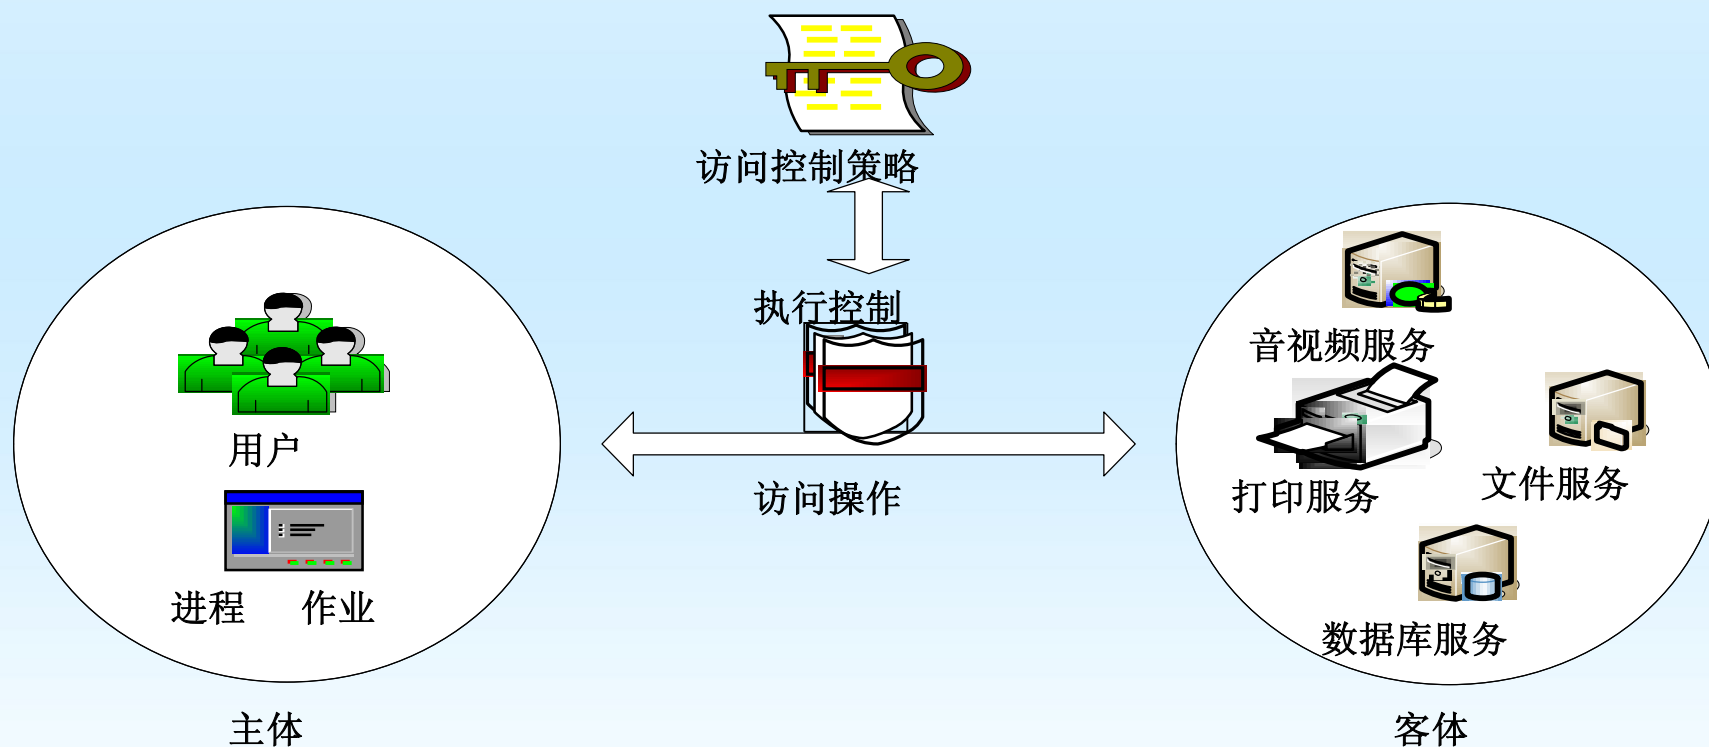 访问控制策略
执行控制
音视频服务
用户
打印服务
文件服务
访问操作
进程 作业
数据库服务
主体
客体